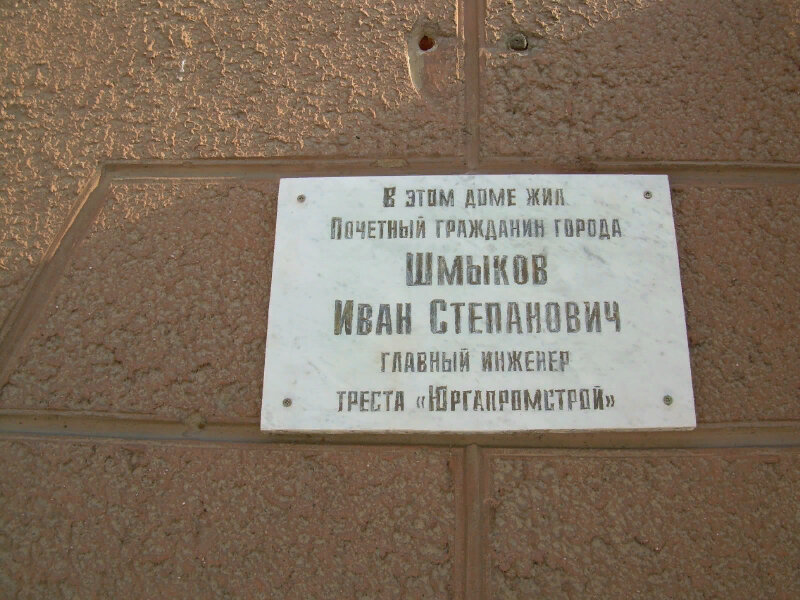 В этом доме жил
Почетный гражданин города
Шмыков
Иван Степанович
главный инженер
треста «Юргапромстрой»